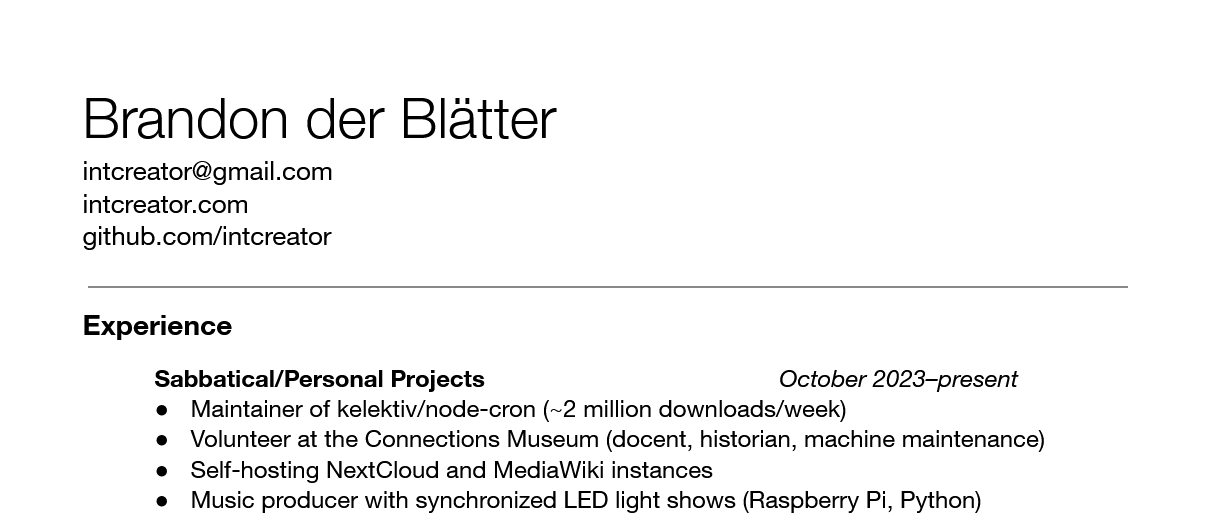 Brandon der Blätter
intcreator@gmail.com
intcreator.com
github.com/intcreator
Experience
Sabbatical/Personal Projects October 2023–present
● Maintainer of kelektiv/node-cron (~2 million downloads/week)
● Volunteer at the Connections Museum (docent, historian, machine maintenance)
● Self-hosting NextCloud and MediaWiki instances
● Music producer with synchronized LED light shows (Raspberry Pi, Python)